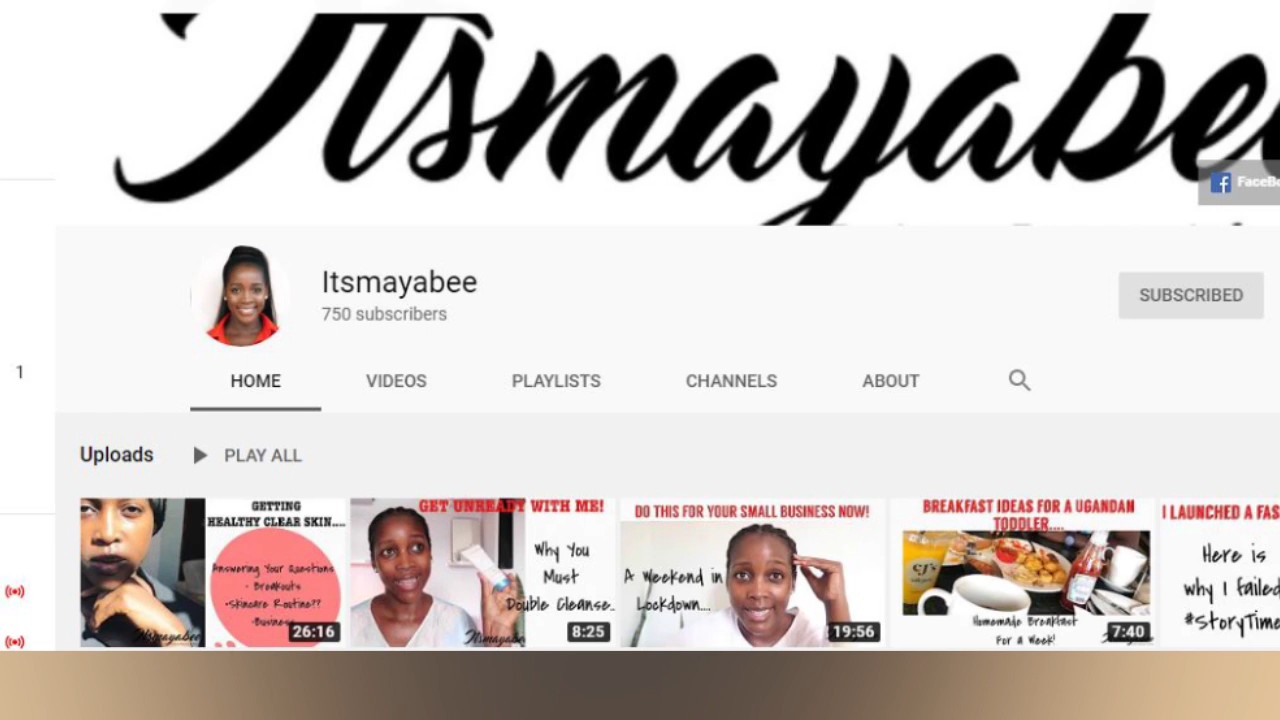 Itsmayabee
FaceBo
Itsmayabee
750 subscribers
SUBSCRIBED
1
HOME
VIDEOS
PLAYLISTS
CHANNELS
ABOUT
Uploads
PLAY ALL
GETTING
HEALTHY CLEAR SKIN....
Answering Your Questions
- Breakouts
-Skincare Routine??
-Business
Itsmayabee
26:16
GET UNREADY WITH ME!
Why You
Must
Double Cleanse..
Itsmayabee
8:25
DO THIS FOR YOUR SMALL BUSINESS NOW!
A Weekend in
Lockdown....
19:56
BREAKFAST IDEAS FOR A UGANDAN
TODDLER....
CJ's
Homemade Breakfast
For a Week!
7:40
I LAUNCHED A FAS
Here is
why I failed
#StoryTime